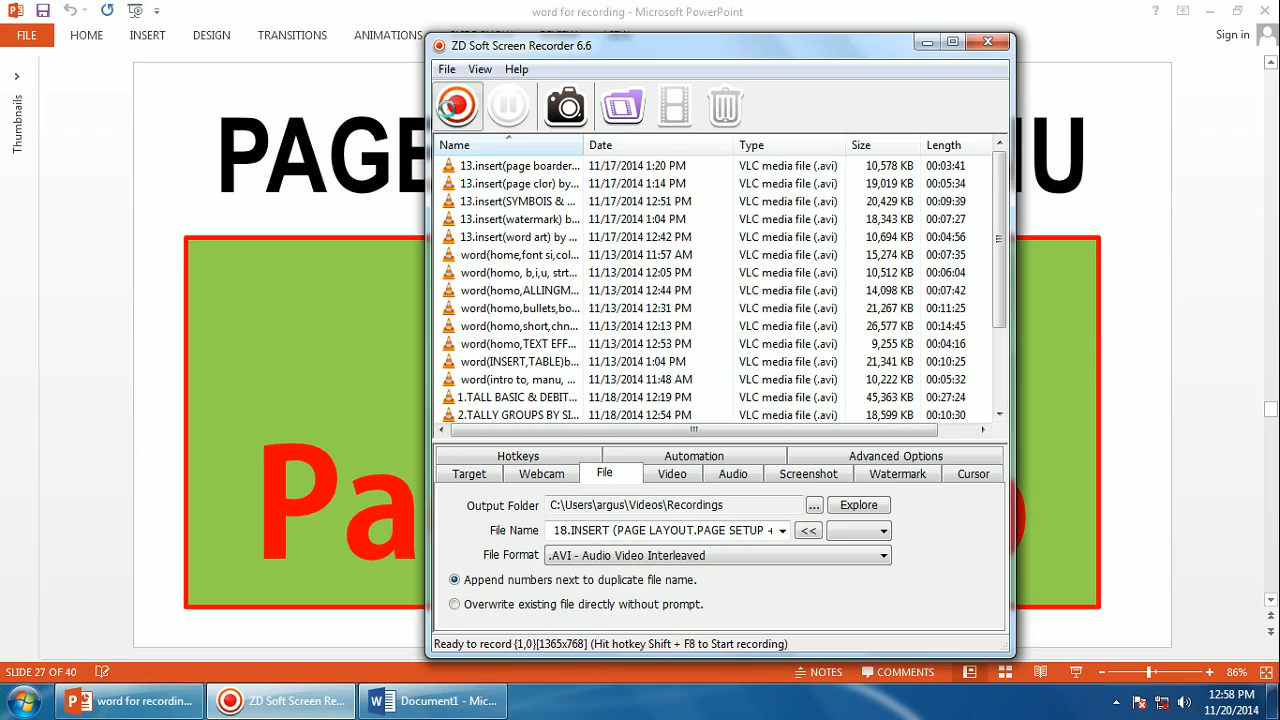 word for recording - Microsoft PowerPoint
FILE HOME INSERT DESIGN TRANSITIONS ANIMATIONS
Sign in
Thumbnails
PAGE
NU
Pa
ZD Soft Screen Recorder 6.6
File View Help
Name Date Type Size Length
13.insert(page boarder... 11/17/2014 1:20 PM VLC media file (.avi) 10,578 KB 00:03:41
13.insert(page clor) by... 11/17/2014 1:14 PM VLC media file (.avi) 19,019 KB 00:05:34
13.insert(SYMBOIS & ... 11/17/2014 12:51 PM VLC media file (.avi) 20,429 KB 00:09:39
13.insert(watermark) b... 11/17/2014 1:04 PM VLC media file (.avi) 18,343 KB 00:07:27
13.insert(word art) by ... 11/17/2014 12:42 PM VLC media file (.avi) 10,694 KB 00:04:56
word(home,font si,col... 11/13/2014 11:57 AM VLC media file (.avi) 15,274 KB 00:07:35
word(homo, b,i,u, strt... 11/13/2014 12:05 PM VLC media file (.avi) 10,512 KB 00:06:04
word(homo,ALLINGM... 11/13/2014 12:44 PM VLC media file (.avi) 14,098 KB 00:07:42
word(homo,bullets,bo... 11/13/2014 12:31 PM VLC media file (.avi) 21,267 KB 00:11:25
word(homo,short,chn... 11/13/2014 12:13 PM VLC media file (.avi) 26,577 KB 00:14:45
word(homo,TEXT EFF... 11/13/2014 12:53 PM VLC media file (.avi) 9,255 KB 00:04:16
word(INSERT,TABLE)b... 11/13/2014 1:04 PM VLC media file (.avi) 21,341 KB 00:10:25
word(intro to, manu, ... 11/13/2014 11:48 AM VLC media file (.avi) 10,222 KB 00:05:32
1.TALL BASIC & DEBIT... 11/18/2014 12:19 PM VLC media file (.avi) 45,363 KB 00:27:24
2.TALLY GROUPS BY SI... 11/18/2014 12:54 PM VLC media file (.avi) 18,599 KB 00:10:30
Hotkeys Automation Advanced Options
Target Webcam File Video Audio Screenshot Watermark Cursor
Output Folder C:\Users\argus\Videos\Recordings ... Explore
File Name 18.INSERT (PAGE LAYOUT.PAGE SETUP + <<
File Format .AVI - Audio Video Interleaved
Append numbers next to duplicate file name.
Overwrite existing file directly without prompt.
Ready to record {1,0}[1365x768] (Hit hotkey Shift + F8 to Start recording)
SLIDE 27 OF 40 NOTES COMMENTS 86%
word for recordin... ZD Soft Screen Re... Document1 - Mic... 12:58 PM
11/20/2014